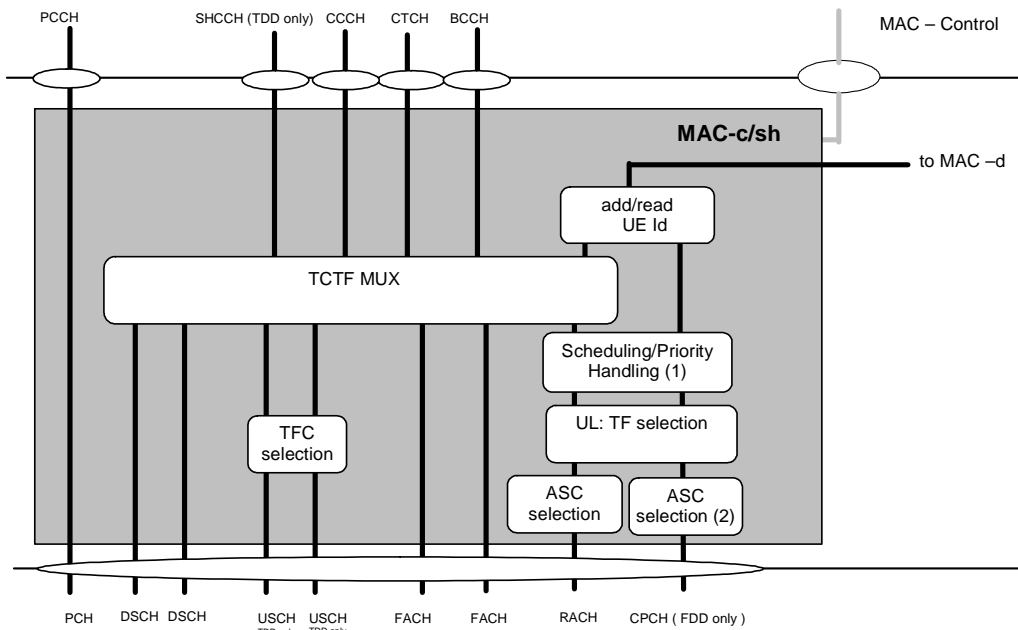 PCCH
SHCCH (TDD only)
CCCH
CTCH
BCCH
MAC – Control
MAC-c/sh
to MAC –d
add/read
UE Id
TCTF MUX
Scheduling/Priority
Handling (1)
TFC
selection
UL: TF selection
ASC
selection
ASC
selection (2)
PCH
DSCH
DSCH
USCH
USCH
FACH
FACH
RACH
CPCH ( FDD only )